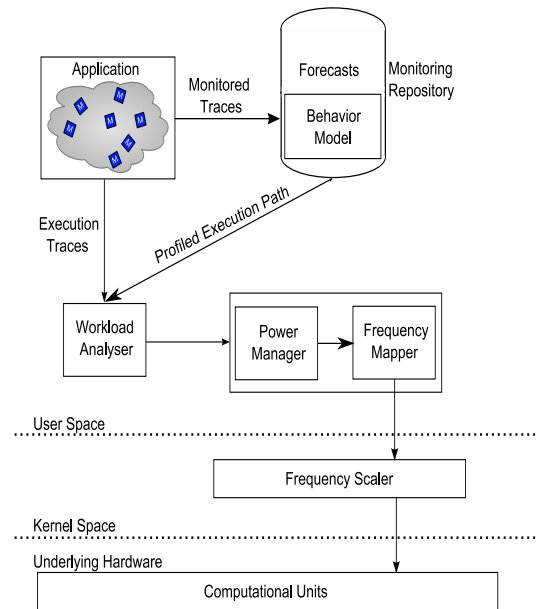 Application
M
M
M
M
M
M
M
Monitored
Traces
Forecasts
Behavior
Model
Monitoring
Repository
Execution
Traces
Profiled Execution Path
Workload
Analyser
Power
Manager
Frequency
Mapper
User Space
Frequency Scaler
Kernel Space
Underlying Hardware
Computational Units